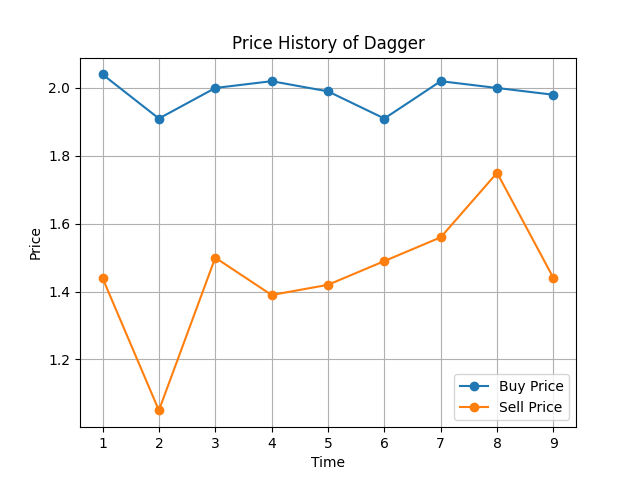 Price History of Dagger
Price
2.0
1.8
1.6
1.4
1.2
Buy Price
Sell Price
1 2 3 4 5 6 7 8 9
Time